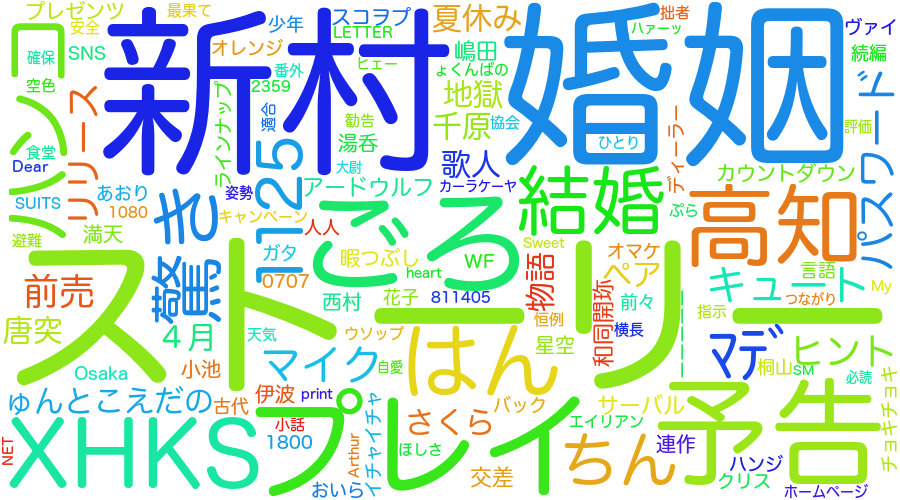 プレゼンツ
最果て
少年
スコヲプ
LETTER
夏休み
拙者
ハァーッ
ヴァイ
確保
安全
SNS
オレンジ
嶋田
続編
パンロ
新村
婚姻
空色
リリース
ラインナップ
番外
ヒェー
ょくんぱの
地獄
パスワード
2359
適合
勧告
千原
協会
ひとり
評価
食堂
湯呑
Dear
大尉
歌人
ディーラー
カウントダウン
SUITS
あおり
姿勢
アードウルフ
カーラケーヤ
結婚
高知
1080
驚き
1125
キャンペーン
人人
ごろ
ぷら
避難
満天
ガタ
暇つぶし
WF
Sweet
オマケ
言語
heart
物語
ペア
キュート
My
前売
0707
西村
花子
811405
和同開珎
前々
つながり
ストーリー
唐突
4月
天気
ウソップ
恒例
横長
指示
マイク
自愛
はん
星空
マデ
桐山
ヒント
SM
必読
Osaka
小池
伊波
print
ゅんとこえだの
古代
プレイ
イチャイチャ
さくら
バック
サーバル
予告
チョキチョキ
小話
エイリアン
XHKS
1800
Arthur
ほしさ
ちん
連作
ハンジ
NET
おいら
交差
クリス
ホームページ